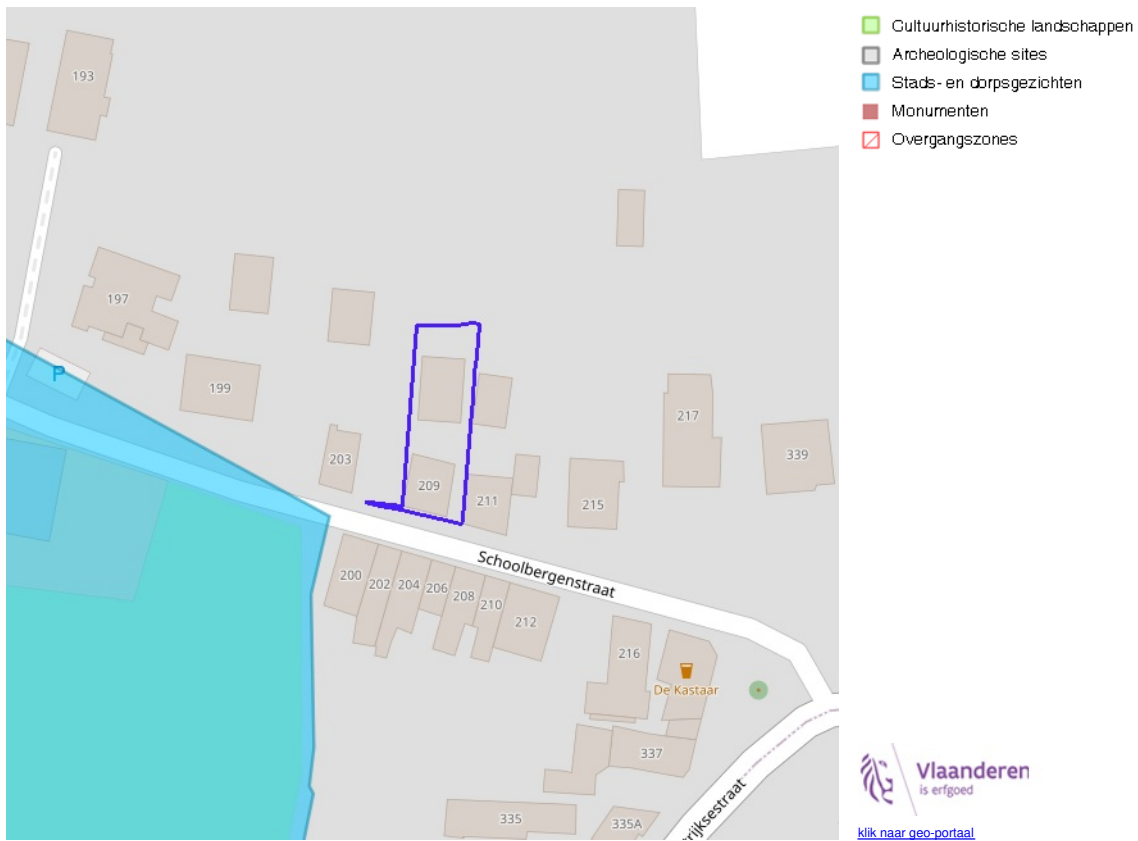 193
197
P
199
203
209
211
215
217
339
Schoolbergenstraat
200
202
204
206
208
210
212
216
De Kastaar
337
335
335A
rijksestraat
Cultuurhistorische landschappen
Archeologische sites
Stads- en dorpsgezichten
Monumenten
Overgangszones
Vlaanderen
is erfgoed
klik naar geo-portaal